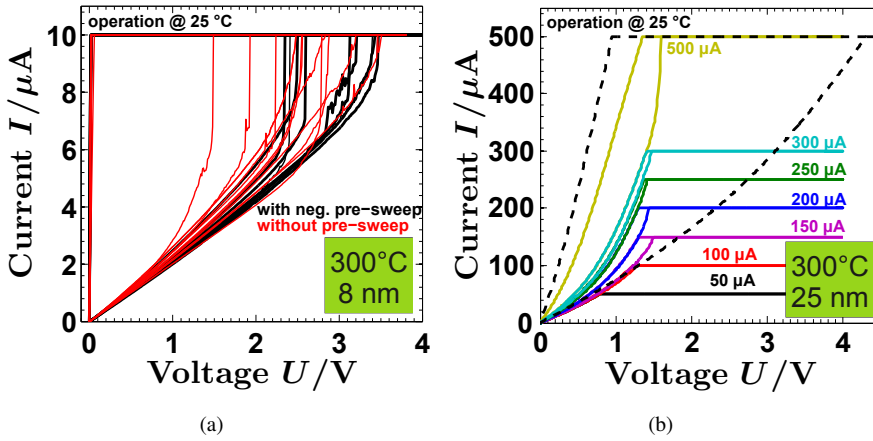 operation @ 25 °C
10
8
6
4
2
0
Current I/μA
with neg. pre-sweep
without pre-sweep
300°C
8 nm
0 1 2 3 4
Voltage U/V
(a)
operation @ 25 °C
500
400
300
200
100
0
Current I/μA
500 μA
300 μA
250 μA
200 μA
150 μA
100 μA
50 μA
300°C
25 nm
0 1 2 3 4
Voltage U/V
(b)